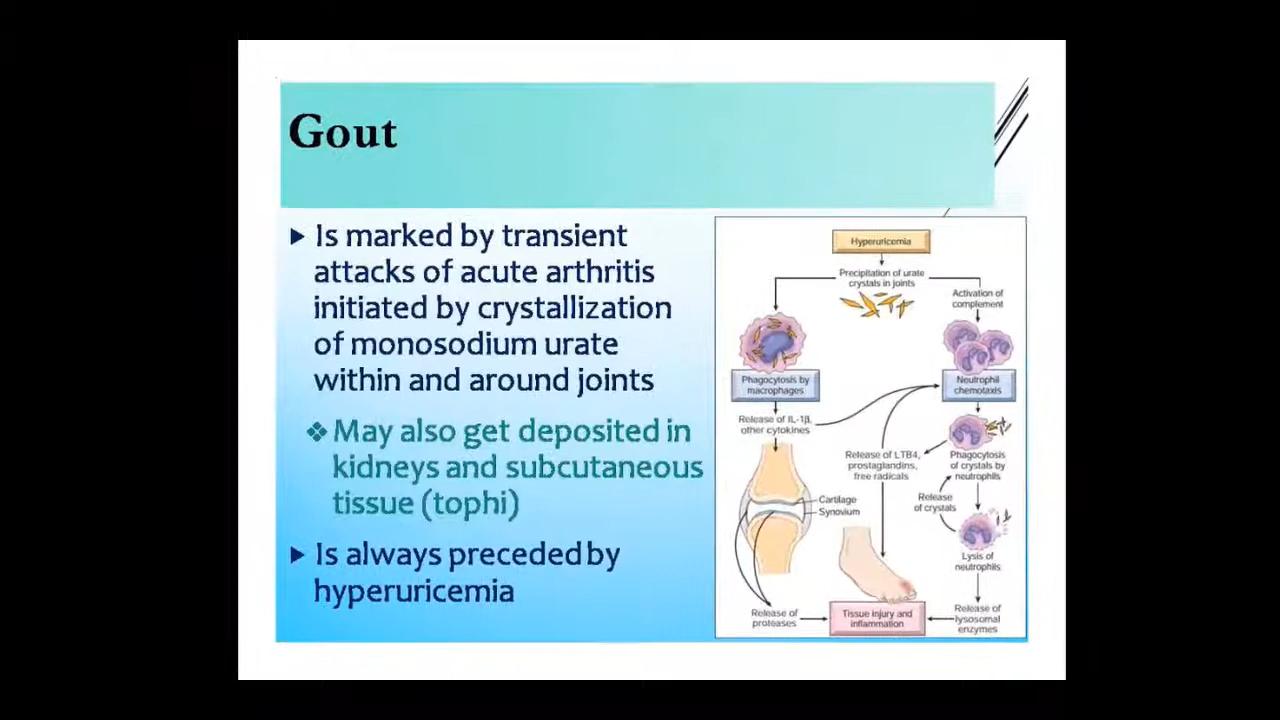 Gout
Is marked by transient
attacks of acute arthritis
initiated by crystallization
of monosodium urate
within and around joints
May also get deposited in
kidneys and subcutaneous
tissue (tophi)
Is always preceded by
hyperuricemia
Hyperuricemia
Precipitation of urate
crystals in joints
Activation of
complement
Phagocytosis by
macrophages
Neutrophil
chemotaxis
Release of IL-1β,
other cytokines
Release of LTB4,
prostaglandins,
free radicals
Phagocytosis
of crystals by
neutrophils
Cartilage
Synovium
Release
of crystals
Lysis of
neutrophils
Release of
proteases
Tissue injury and
inflammation
Release of
lysosomal
enzymes